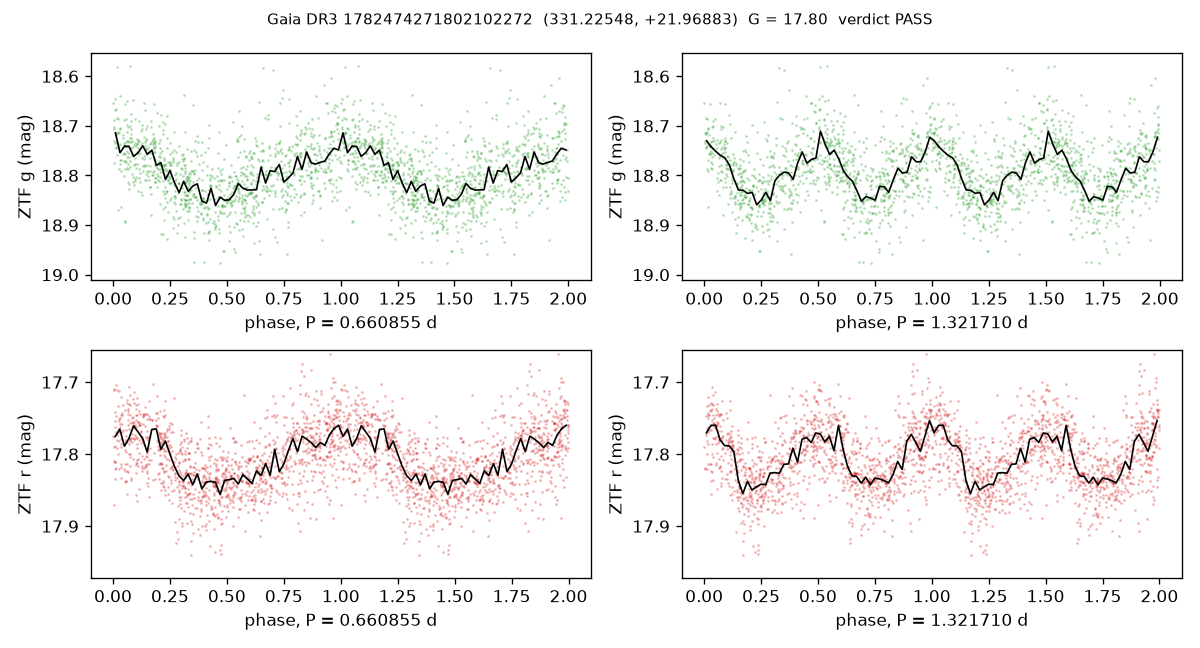 Gaia DR3 1782474271802102272  (331.22548, +21.96883)  G = 17.80  verdict PASS
ZTF g (mag)
18.6
18.7
18.8
18.9
19.0
0.00 0.25 0.50 0.75 1.00 1.25 1.50 1.75 2.00
phase, P = 0.660855 d
ZTF g (mag)
18.6
18.7
18.8
18.9
19.0
0.00 0.25 0.50 0.75 1.00 1.25 1.50 1.75 2.00
phase, P = 1.321710 d
ZTF r (mag)
17.7
17.8
17.9
0.00 0.25 0.50 0.75 1.00 1.25 1.50 1.75 2.00
phase, P = 0.660855 d
ZTF r (mag)
17.7
17.8
17.9
0.00 0.25 0.50 0.75 1.00 1.25 1.50 1.75 2.00
phase, P = 1.321710 d